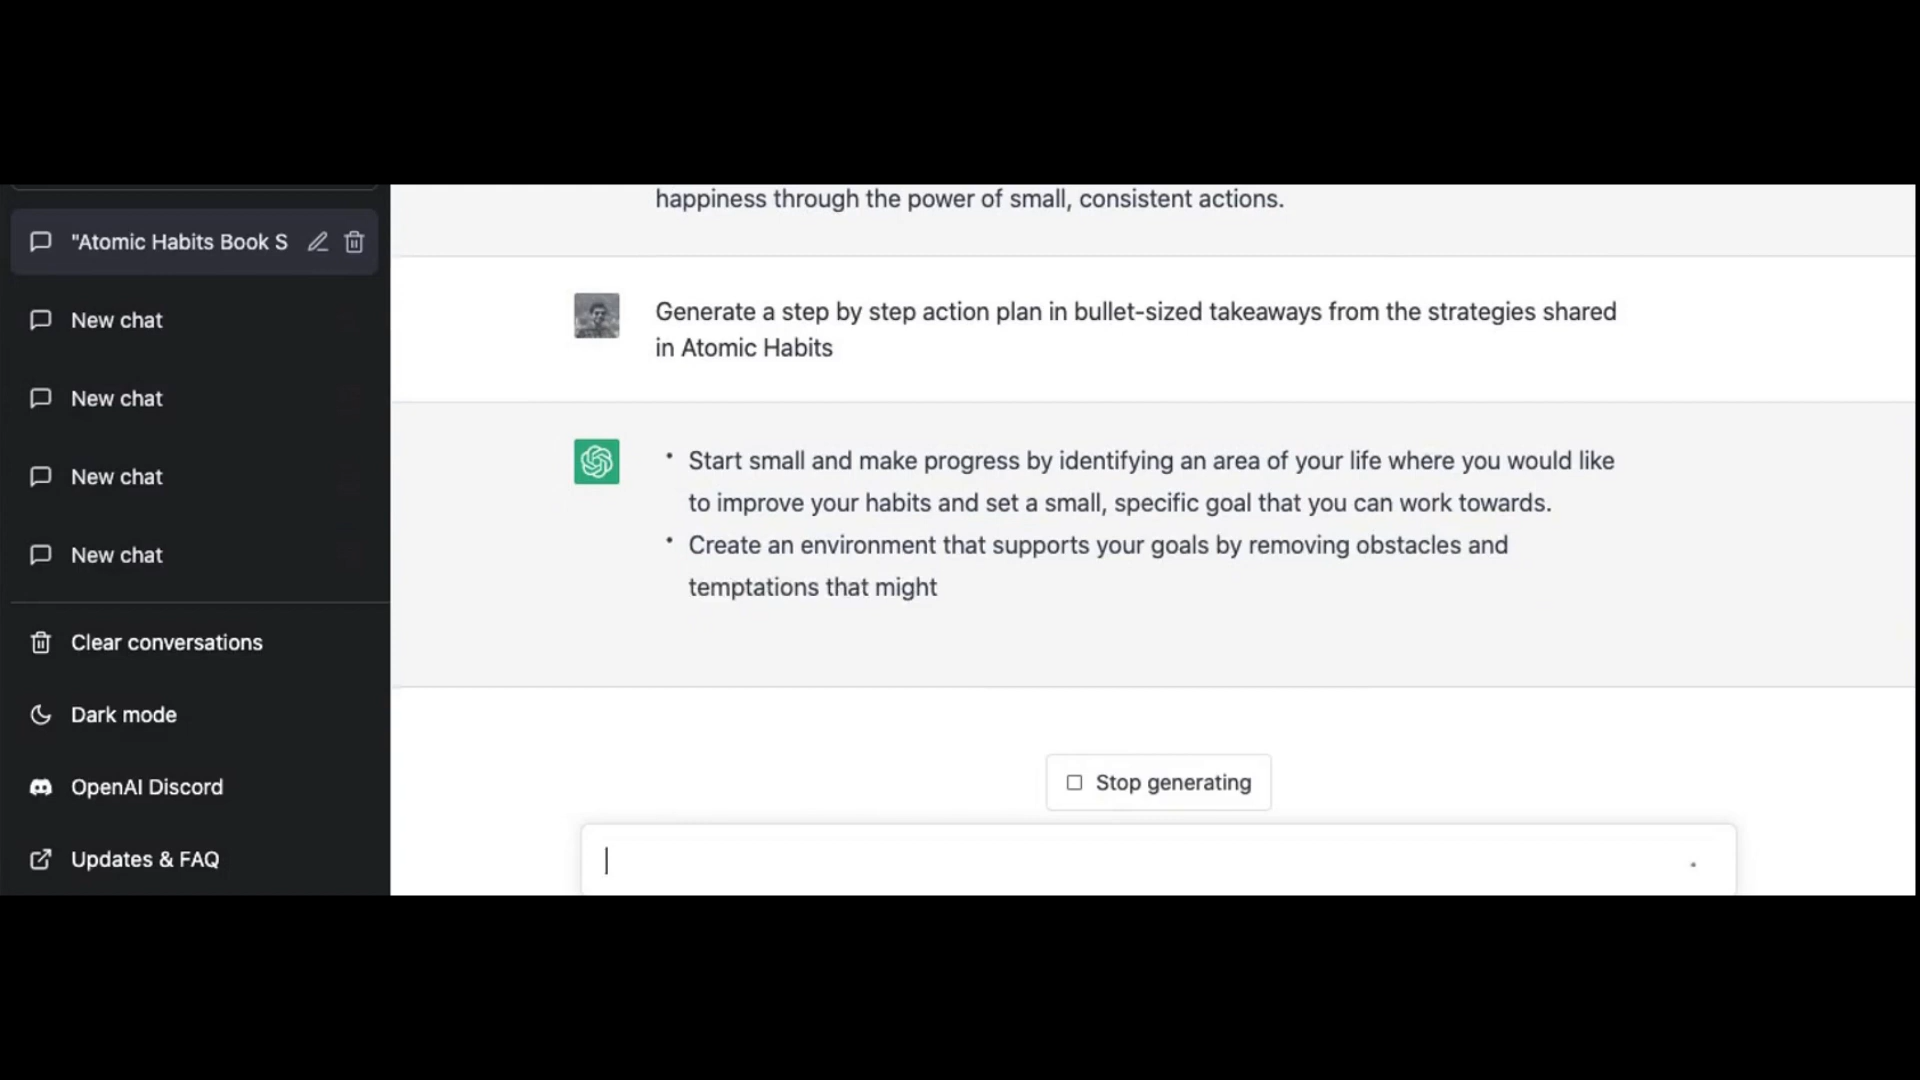 "Atomic Habits Book S
New chat
New chat
New chat
New chat
Clear conversations
Dark mode
OpenAI Discord
Updates & FAQ
happiness through the power of small, consistent actions.
Generate a step by step action plan in bullet-sized takeaways from the strategies shared
in Atomic Habits
• Start small and make progress by identifying an area of your life where you would like
to improve your habits and set a small, specific goal that you can work towards.
• Create an environment that supports your goals by removing obstacles and
temptations that might
Stop generating